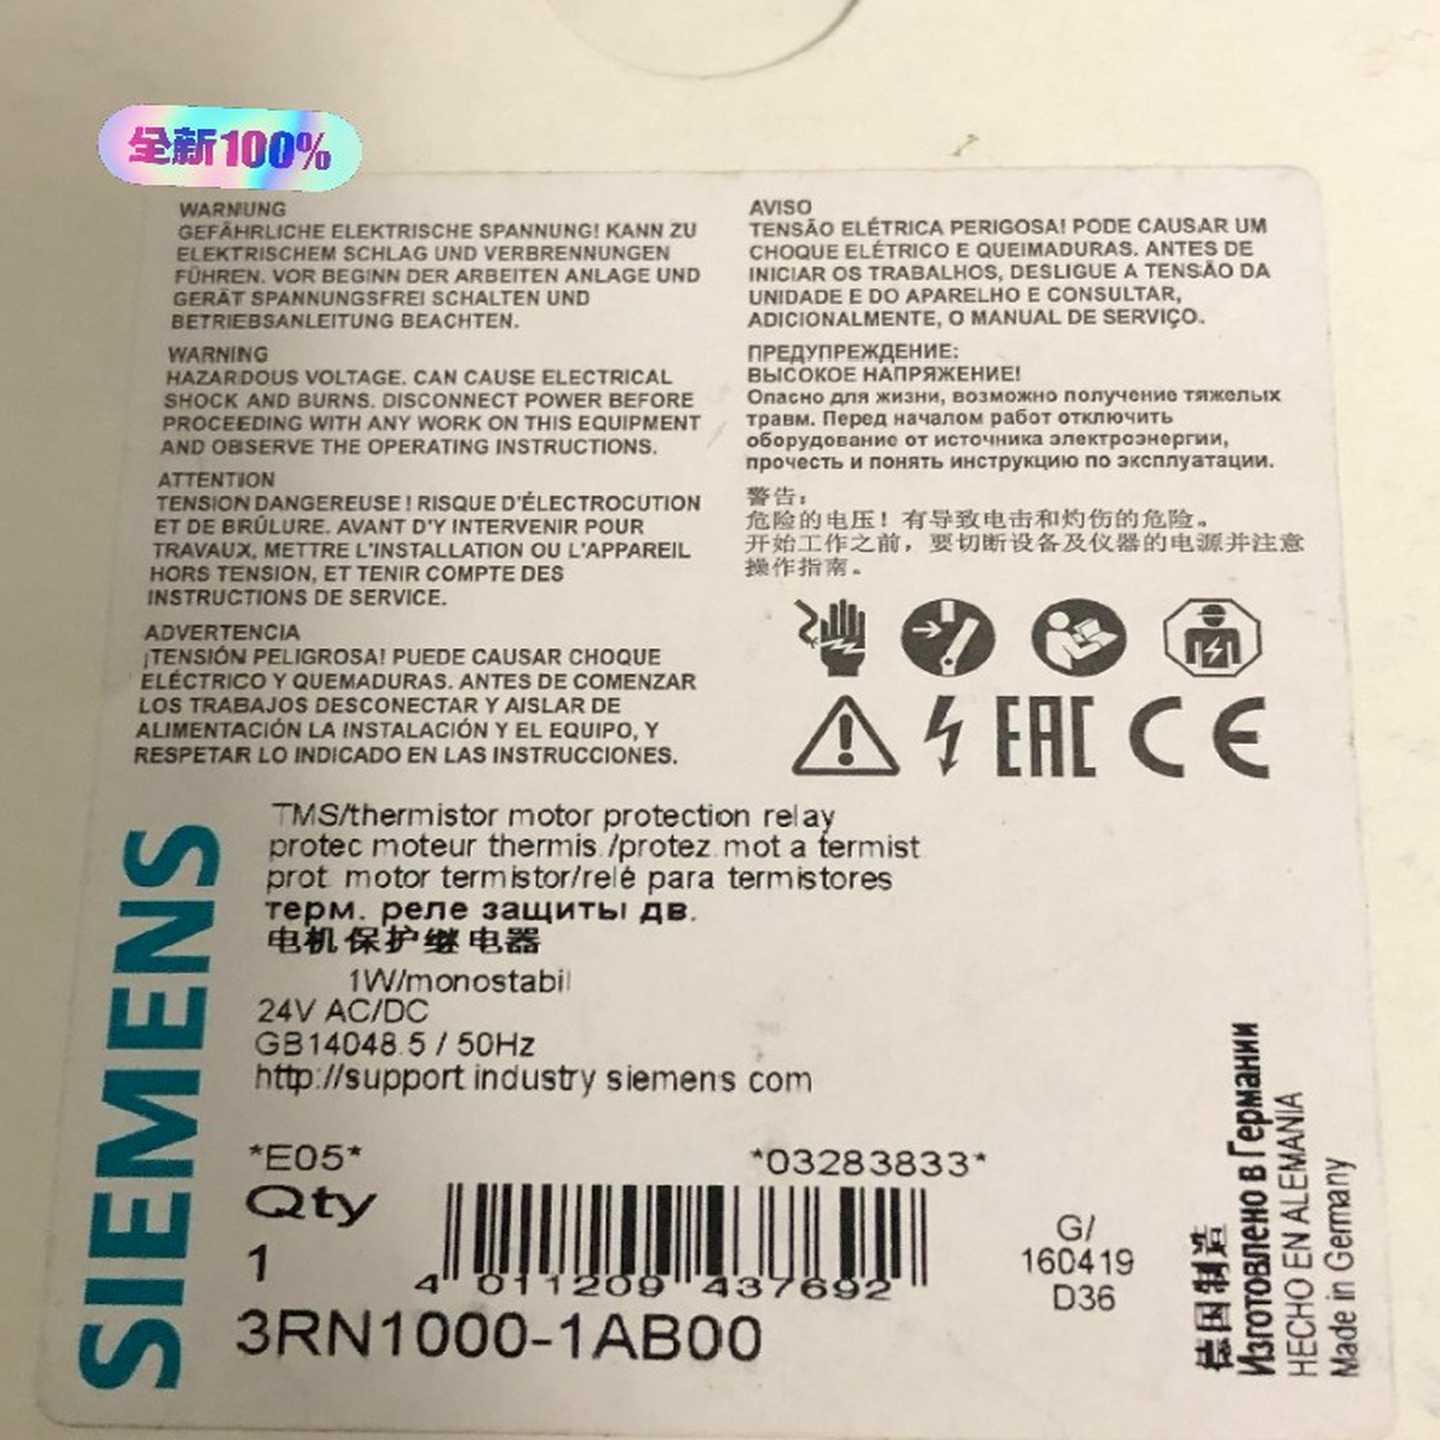 全新100%
WARNUNG
GEFÄHRLICHE ELEKTRISCHE SPANNUNG! KANN ZU
ELEKTRISCHEM SCHLAG UND VERBRENNUNGEN
FÜHREN. VOR BEGINN DER ARBEITEN ANLAGE UND
GERÄT SPANNUNGSFREI SCHALTEN UND
BETRIEBSANLEITUNG BEACHTEN.
WARNING
HAZARDOUS VOLTAGE. CAN CAUSE ELECTRICAL
SHOCK AND BURNS. DISCONNECT POWER BEFORE
PROCEEDING WITH ANY WORK ON THIS EQUIPMENT
AND OBSERVE THE OPERATING INSTRUCTIONS.
ATTENTION
TENSION DANGEREUSE ! RISQUE D'ÉLECTROCUTION
ET DE BRÛLURE. AVANT D'Y INTERVENIR POUR
TRAVAUX, METTRE L'INSTALLATION OU L'APPAREIL
HORS TENSION, ET TENIR COMPTE DES
INSTRUCTIONS DE SERVICE.
ADVERTENCIA
¡TENSIÓN PELIGROSA! PUEDE CAUSAR CHOQUE
ELÉCTRICO Y QUEMADURAS. ANTES DE COMENZAR
LOS TRABAJOS DESCONECTAR Y AISLAR DE
ALIMENTACIÓN LA INSTALACIÓN Y EL EQUIPO, Y
RESPETAR LO INDICADO EN LAS INSTRUCCIONES.
AVISO
TENSÃO ELÉTRICA PERIGOSA! PODE CAUSAR UM
CHOQUE ELÉTRICO E QUEIMADURAS. ANTES DE
INICIAR OS TRABALHOS, DESLIGUE A TENSÃO DA
UNIDADE E DO APARELHO E CONSULTAR,
ADICIONALMENTE, O MANUAL DE SERVIÇO.
ПРЕДУПРЕЖДЕНИЕ:
ВЫСОКОЕ НАПРЯЖЕНИЕ!
Опасно для жизни, возможно получение тяжелых
травм. Перед началом работ отключить
оборудование от источника электроэнергии,
прочесть и понять инструкцию по эксплуатации.
警告：
危险的电压！有导致电击和灼伤的危险。
开始工作之前，要切断设备及仪器的电源并注意
操作指南。
EAC CE
SIEMENS
TMS/thermistor motor protection relay
protec moteur thermis./protez.mot a termist
prot. motor termistor/relé para termistores
терм. реле защиты дв.
电机保护继电器
1W/monostabil
24V AC/DC
GB14048.5 / 50Hz
http://support.industry siemens com
*E05* *03283833*
Qty
1
4 011209 437692
3RN1000-1AB00
G/
160419
D36
德国制造
Изготовлено в Германии
HECHO EN ALEMANIA
Made in Germany